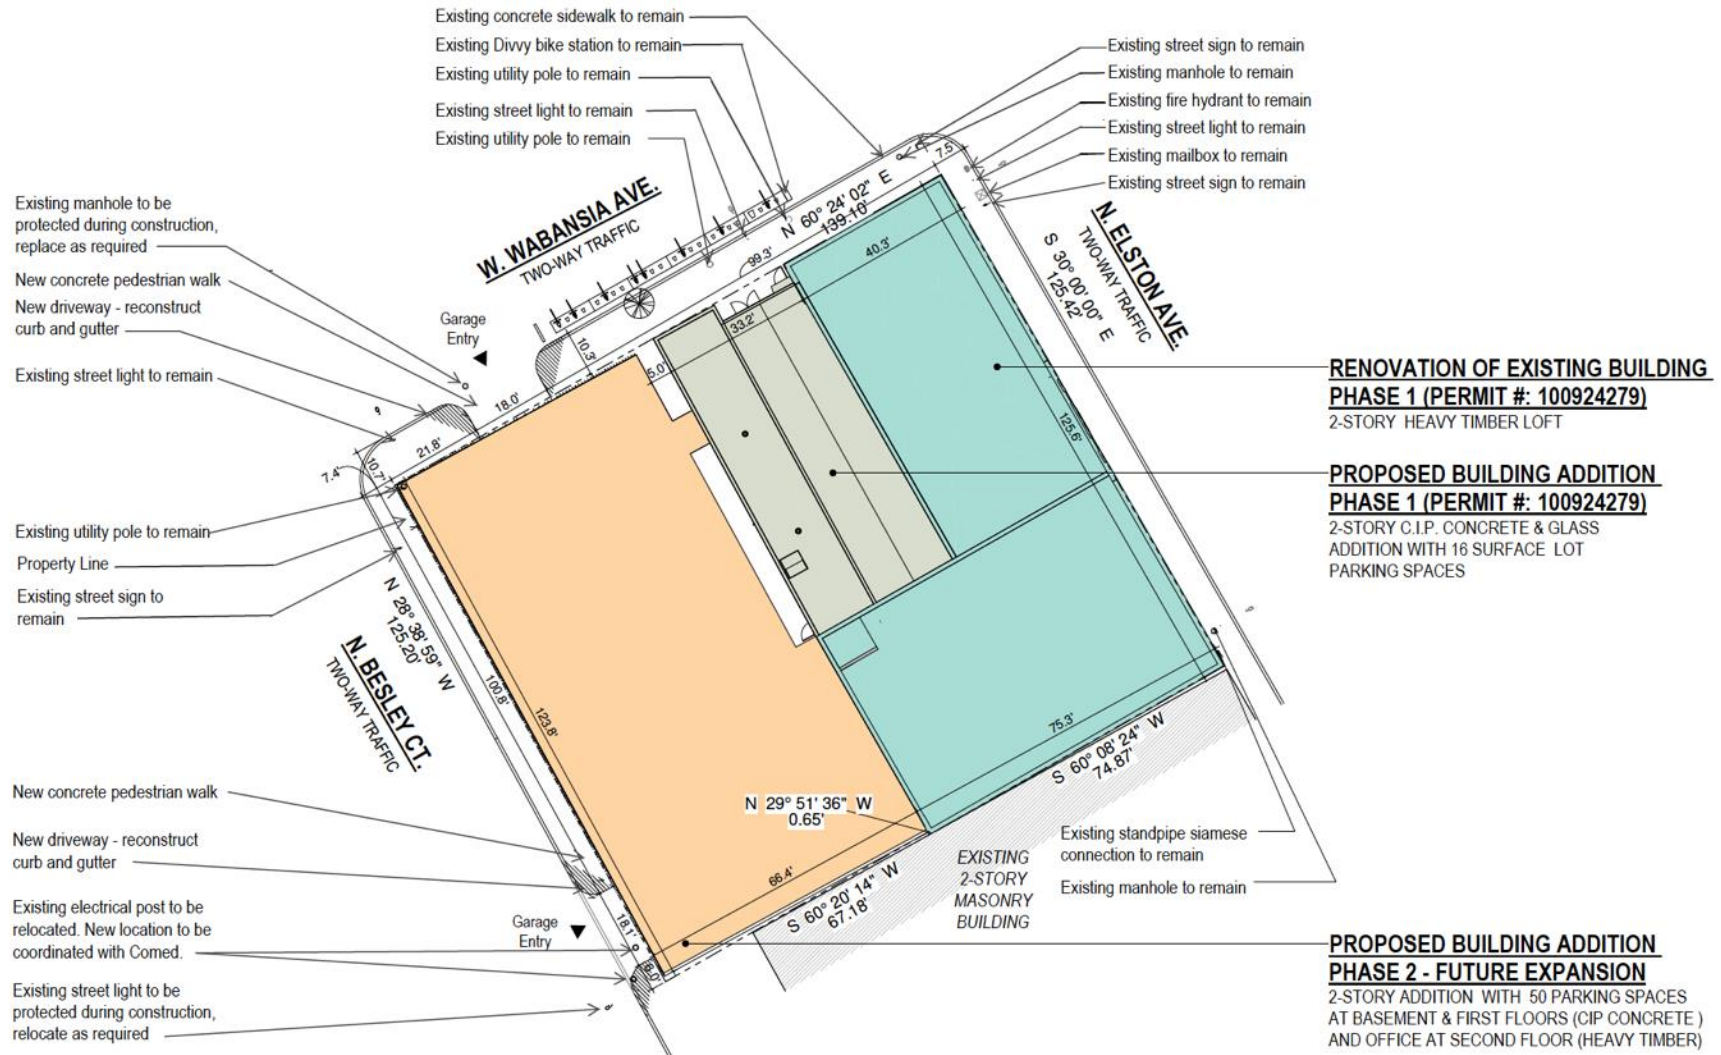 Existing concrete sidewalk to remain
Existing Divvy bike station to remain
Existing utility pole to remain
Existing street light to remain
Existing utility pole to remain
Existing street sign to remain
Existing manhole to remain
Existing fire hydrant to remain
Existing street light to remain
Existing mailbox to remain
Existing street sign to remain
Existing manhole to be
protected during construction,
replace as required
New concrete pedestrian walk
New driveway - reconstruct
curb and gutter
Existing street light to remain
Existing utility pole to remain
Property Line
Existing street sign to
remain
New concrete pedestrian walk
New driveway - reconstruct
curb and gutter
Existing electrical post to be
relocated. New location to be
coordinated with Comed.
Existing street light to be
protected during construction,
relocate as required
W. WABANSIA AVE.
TWO-WAY TRAFFIC
Garage
Entry
N 60° 24' 02" E
139.10'
99.3'
7.5'
40.3'
33.2'
5.0'
10.3'
18.0'
21.8'
10.7'
7.4'
N. ELSTON AVE.
TWO-WAY TRAFFIC
S 30° 00' 00" E
125.42'
125.6'
N 28° 38' 59" W
125.20'
N. BESLEY CT.
TWO-WAY TRAFFIC
100.8'
123.8'
N 29° 51' 36" W
0.65'
75.3'
S 60° 08' 24" W
74.87'
66.4'
S 60° 20' 14" W
67.18'
18.1'
6.0'
Garage
Entry
EXISTING
2-STORY
MASONRY
BUILDING
Existing standpipe siamese
connection to remain
Existing manhole to remain
RENOVATION OF EXISTING BUILDING
PHASE 1 (PERMIT #: 100924279)
2-STORY HEAVY TIMBER LOFT
PROPOSED BUILDING ADDITION
PHASE 1 (PERMIT #: 100924279)
2-STORY C.I.P. CONCRETE & GLASS
ADDITION WITH 16 SURFACE LOT
PARKING SPACES
PROPOSED BUILDING ADDITION
PHASE 2 - FUTURE EXPANSION
2-STORY ADDITION WITH 50 PARKING SPACES
AT BASEMENT & FIRST FLOORS (CIP CONCRETE )
AND OFFICE AT SECOND FLOOR (HEAVY TIMBER)